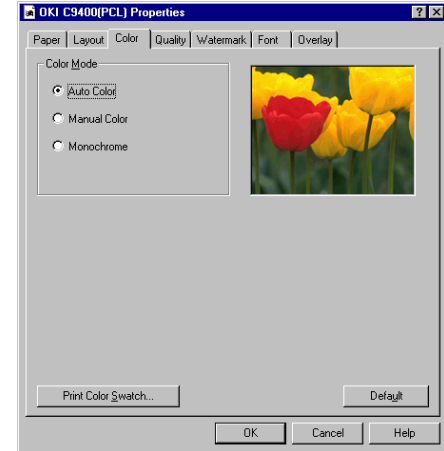 OKI C9400(PCL) Properties
Paper Layout Color Quality Watermark Font Overlay
Color Mode
Auto Color
Manual Color
Monochrome
Print Color Swatch...
Default
OK Cancel Help